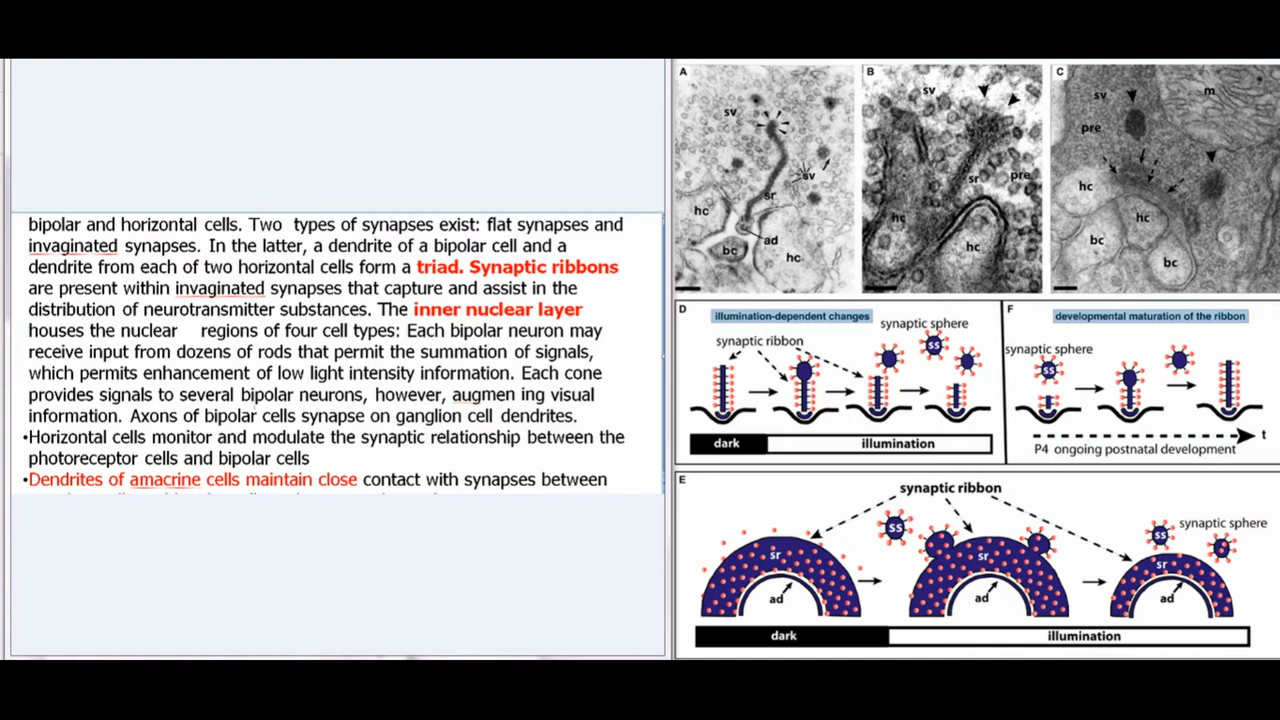 bipolar and horizontal cells. Two types of synapses exist: flat synapses and
invaginated synapses. In the latter, a dendrite of a bipolar cell and a
dendrite from each of two horizontal cells form a triad. Synaptic ribbons
are present within invaginated synapses that capture and assist in the
distribution of neurotransmitter substances. The inner nuclear layer
houses the nuclear regions of four cell types: Each bipolar neuron may
receive input from dozens of rods that permit the summation of signals,
which permits enhancement of low light intensity information. Each cone
provides signals to several bipolar neurons, however, augmen ing visual
information. Axons of bipolar cells synapse on ganglion cell dendrites.
•Horizontal cells monitor and modulate the synaptic relationship between the
photoreceptor cells and bipolar cells
•Dendrites of amacrine cells maintain close contact with synapses between
A
sv
sv
sr
hc
ad
bc
hc
B
sv
sr
pre
hc
hc
C
sv
m
pre
hc
hc
bc
bc
D
illumination-dependent changes
synaptic sphere
synaptic ribbon
ss
dark
illumination
F
developmental maturation of the ribbon
synaptic sphere
ss
t
P4 ongoing postnatal development
E
synaptic ribbon
synaptic sphere
ss
ss
sr
sr
sr
ad
ad
ad
dark
illumination